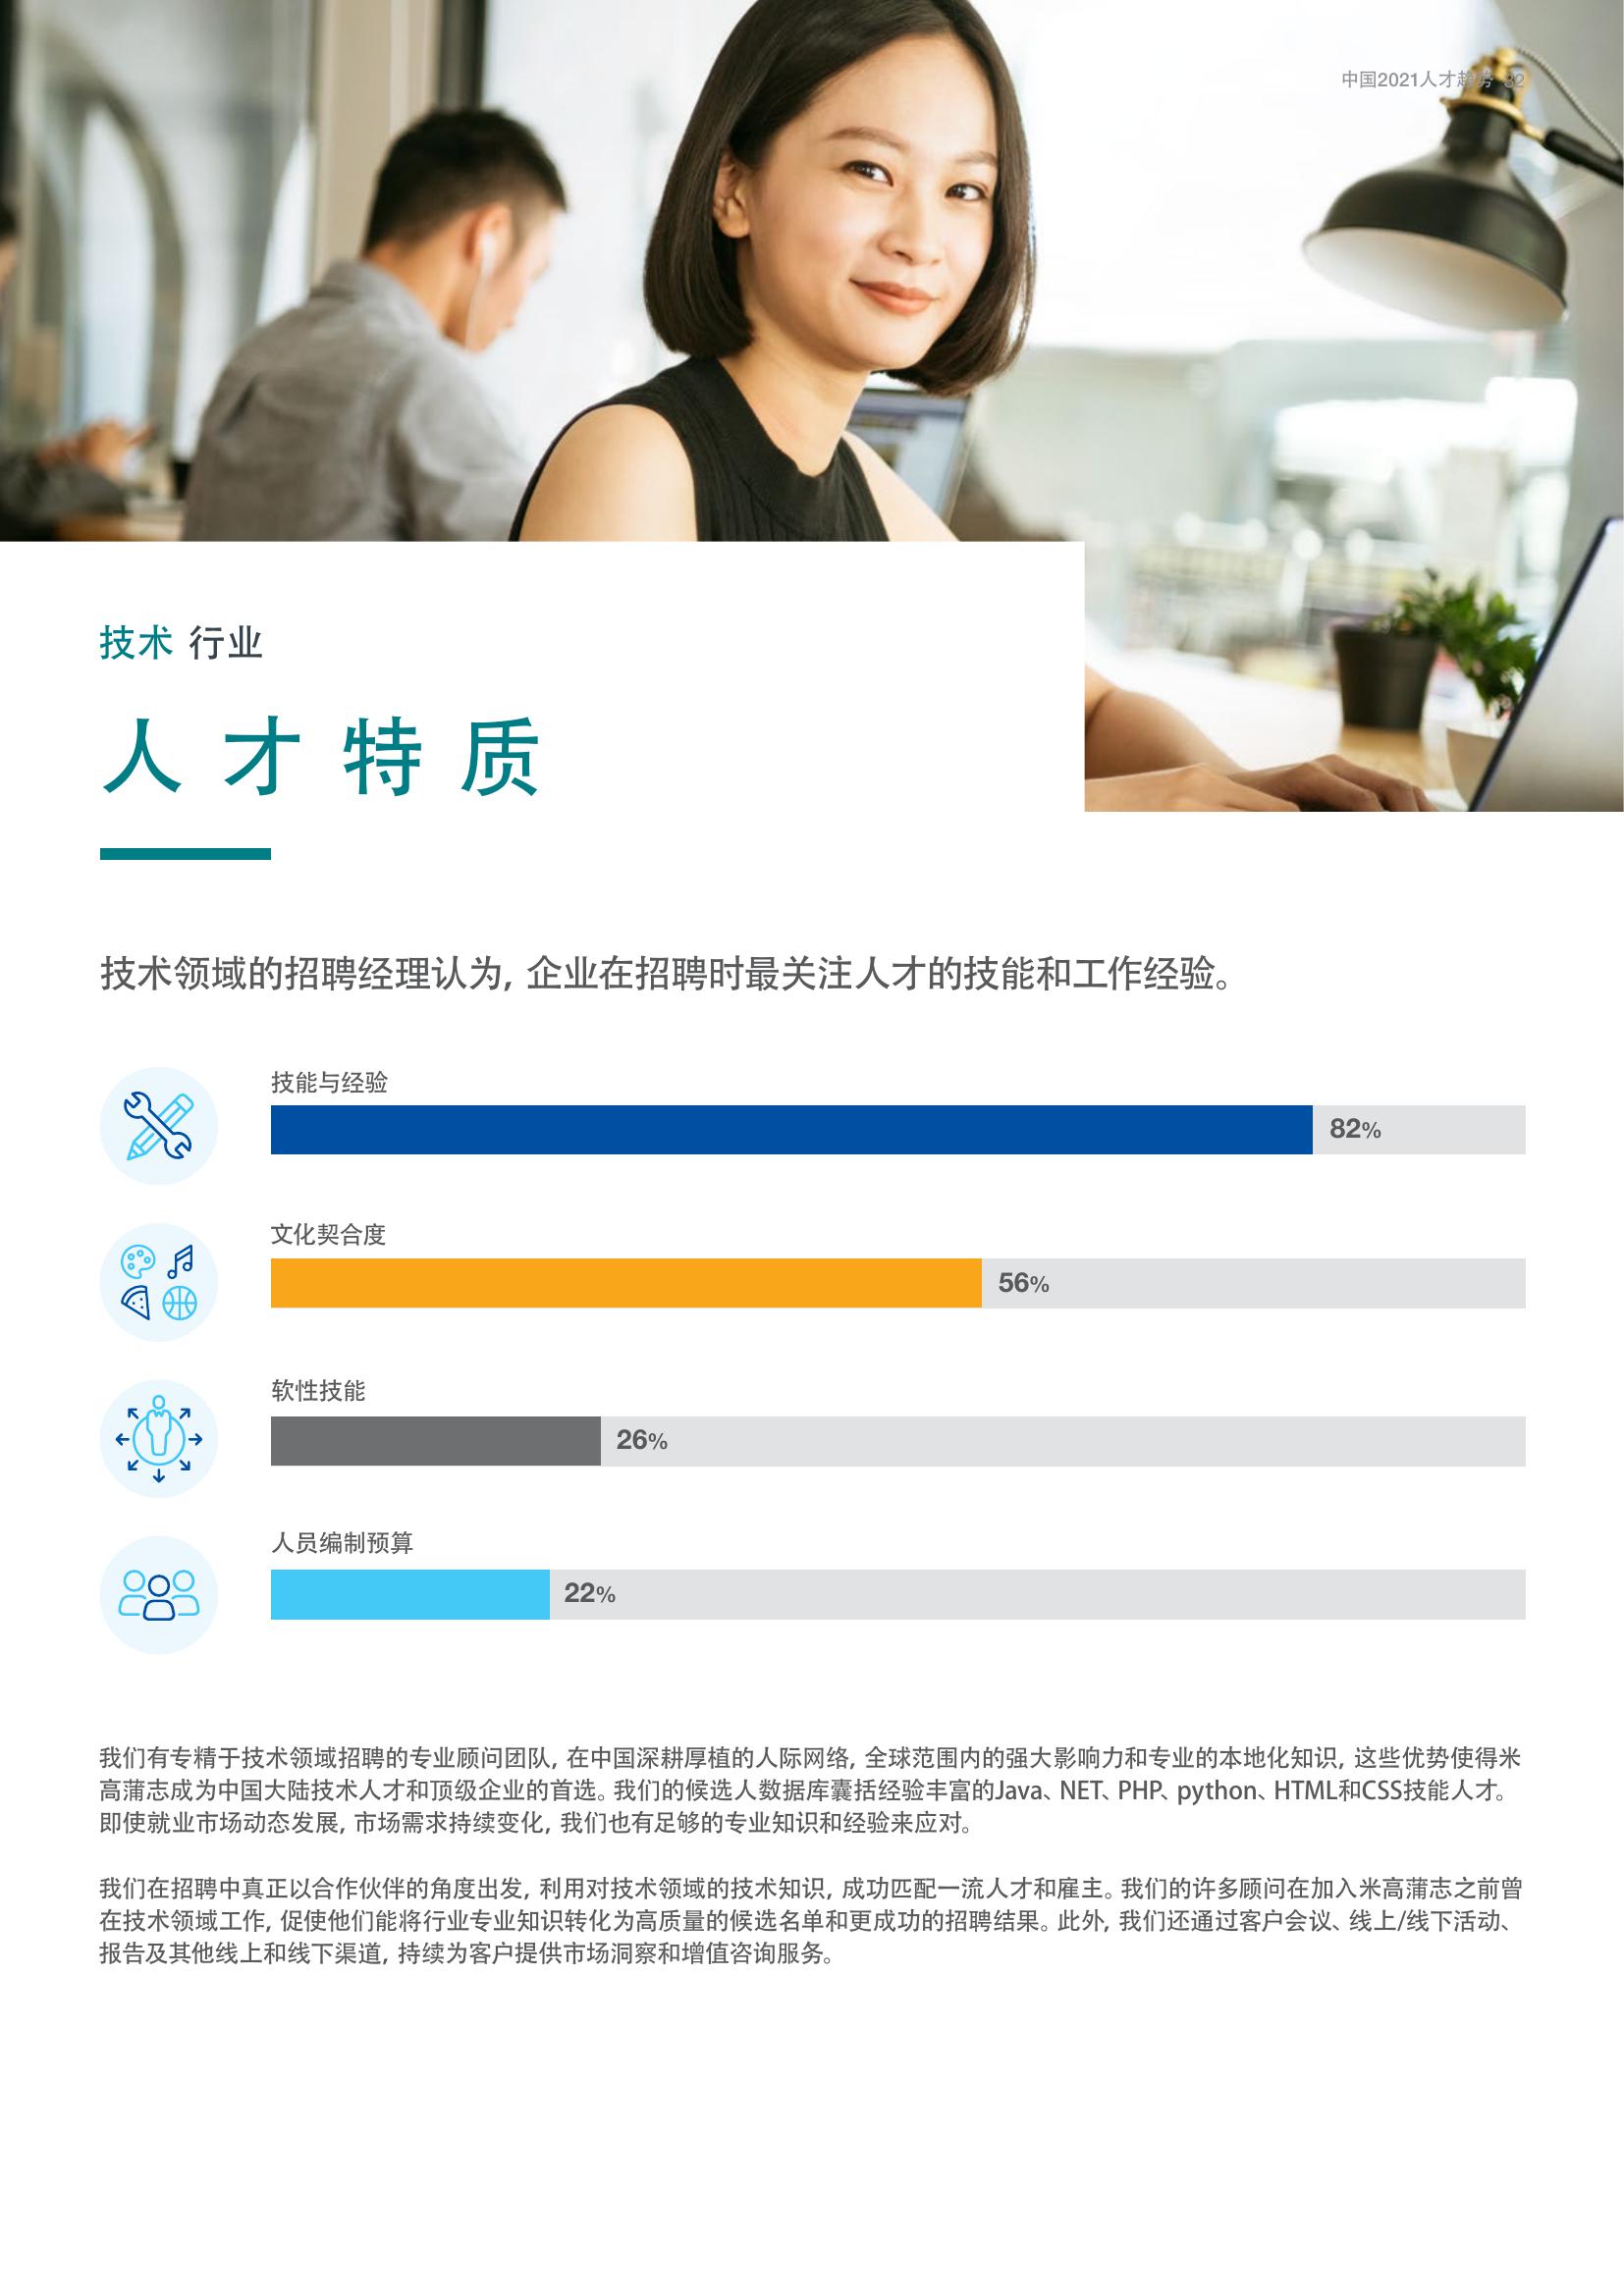 中国2021人才趋势 82
技术 行业
人才特质
技术领域的招聘经理认为, 企业在招聘时最关注人才的技能和工作经验。
技能与经验
82%
文化契合度
56%
软性技能
26%
人员编制预算
22%
我们有专精于技术领域招聘的专业顾问团队, 在中国深耕厚植的人际网络, 全球范围内的强大影响力和专业的本地化知识, 这些优势使得米
高蒲志成为中国大陆技术人才和顶级企业的首选。我们的候选人数据库囊括经验丰富的Java、NET、PHP、python、HTML和CSS技能人才。
即使就业市场动态发展, 市场需求持续变化, 我们也有足够的专业知识和经验来应对。
我们在招聘中真正以合作伙伴的角度出发, 利用对技术领域的技术知识, 成功匹配一流人才和雇主。我们的许多顾问在加入米高蒲志之前曾
在技术领域工作, 促使他们能将行业专业知识转化为高质量的候选名单和更成功的招聘结果。此外, 我们还通过客户会议、线上/线下活动、
报告及其他线上和线下渠道, 持续为客户提供市场洞察和增值咨询服务。